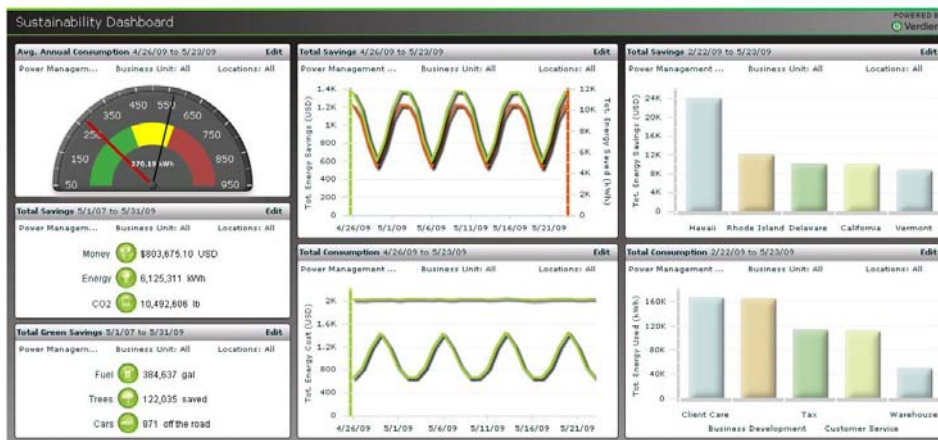 Sustainability Dashboard
POWERED B
Verdien
Avg. Annual Consumption 4/26/09 to 5/23/09 Edit
Power Managem... Business Unit: All Locations: All
50 150 250 350 450 550 650 750 850 950
Total Savings 5/1/07 to 5/31/09 Edit
Power Managem... Business Unit: All Locations: All
Money $803,675.10 USD
Energy 6,125,311 kWh
CO2 10,492,606 lb
Total Green Savings 5/1/07 to 5/31/09 Edit
Power Managem... Business Unit: All Locations: All
Fuel 384,637 gal
Trees 122,035 saved
Cars 871 off the road
Total Savings 4/26/09 to 5/23/09 Edit
Power Management ... Business Unit: All Locations: All
Tot. Energy Savings (USD)
1.4K
1.2K
1K
800
600
400
200
0
Tot. Energy Saved (kWh)
12K
10K
8K
6K
4K
2K
0
4/26/09 5/1/09 5/6/09 5/11/09 5/16/09 5/21/09
Total Consumption 4/26/09 to 5/23/09 Edit
Power Management ... Business Unit: All Locations: All
Tot. Energy Cost (USD)
2K
1.6K
1.2K
800
400
0
4/26/09 5/1/09 5/6/09 5/11/09 5/16/09 5/21/09
Total Savings 2/22/09 to 5/23/09 Edit
Power Management ... Business Unit: All Locations: All
Tot. Energy Savings (USD)
24K
12K
8K
4K
0
Hawaii Rhode Island Delaware California Vermont
Total Consumption 2/22/09 to 5/23/09 Edit
Power Management ... Business Unit: All Locations: All
Tot. Energy Used (kWh)
160K
120K
80K
40K
0
Client Care Tax Warehouse
Business Development Customer Service